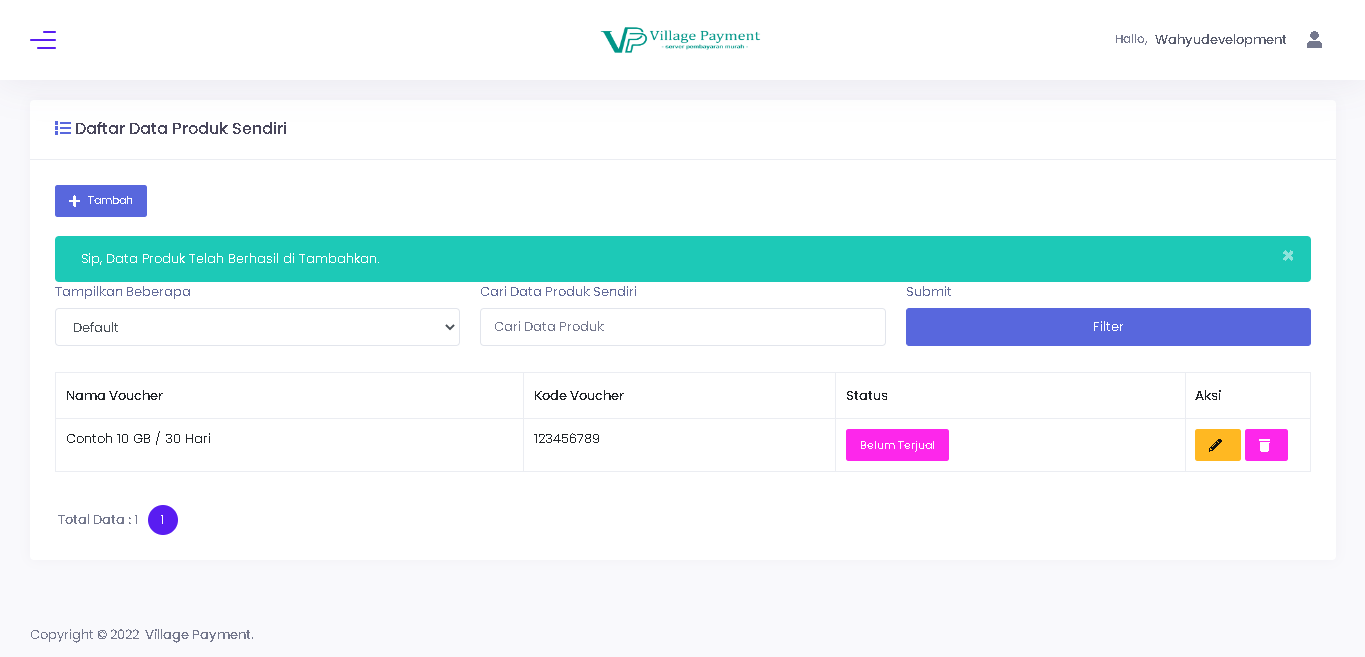 VP Village Payment
- server pembayaran murah -
Hallo, Wahyudevelopment
Daftar Data Produk Sendiri
Tambah
Sip, Data Produk Telah Berhasil di Tambahkan.
Tampilkan Beberapa
Cari Data Produk Sendiri
Submit
Default
Cari Data Produk
Filter
Nama Voucher
Kode Voucher
Status
Aksi
Contoh 10 GB / 30 Hari
123456789
Belum Terjual
Total Data : 1
1
Copyright © 2022 Village Payment.